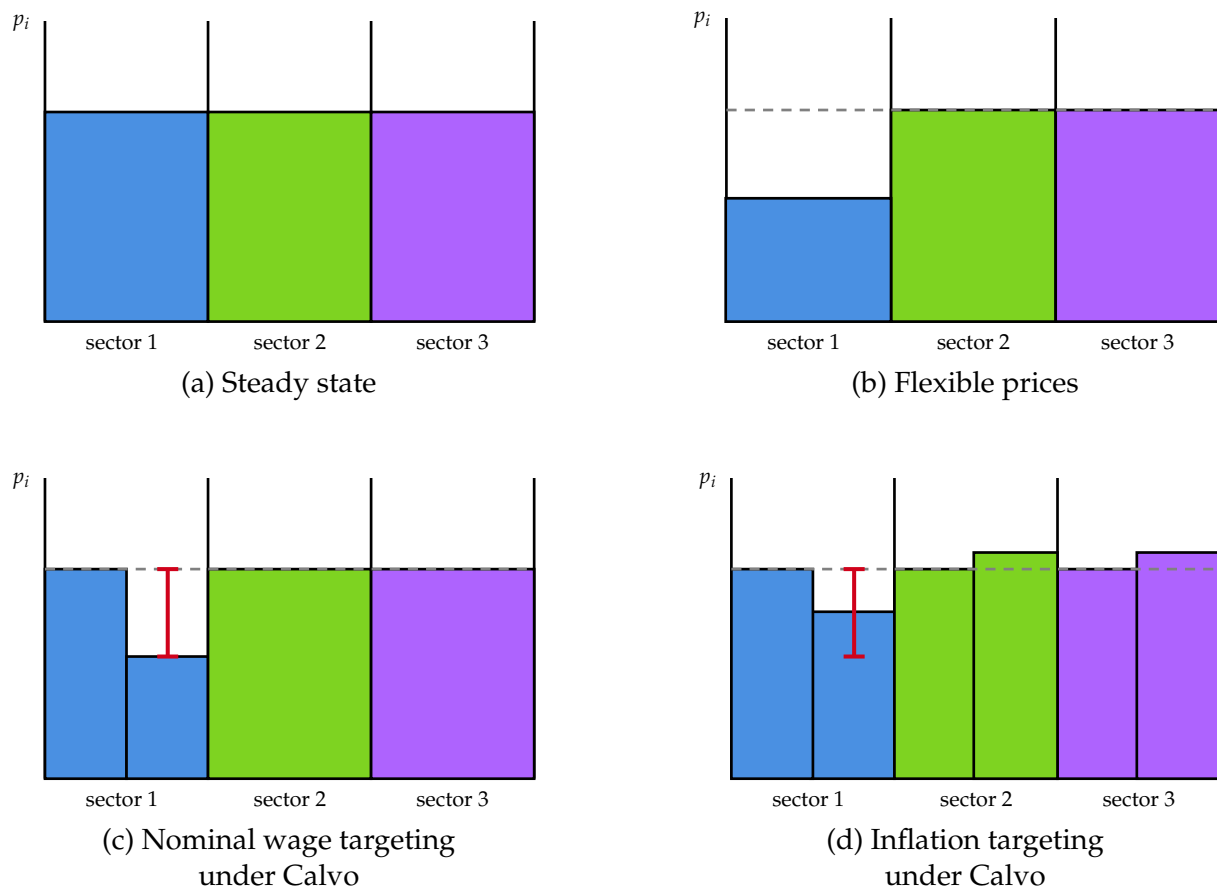 p_i
sector 1 sector 2 sector 3
(a) Steady state
p_i
sector 1 sector 2 sector 3
(b) Flexible prices
p_i
sector 1 sector 2 sector 3
(c) Nominal wage targeting
under Calvo
p_i
sector 1 sector 2 sector 3
(d) Inflation targeting
under Calvo